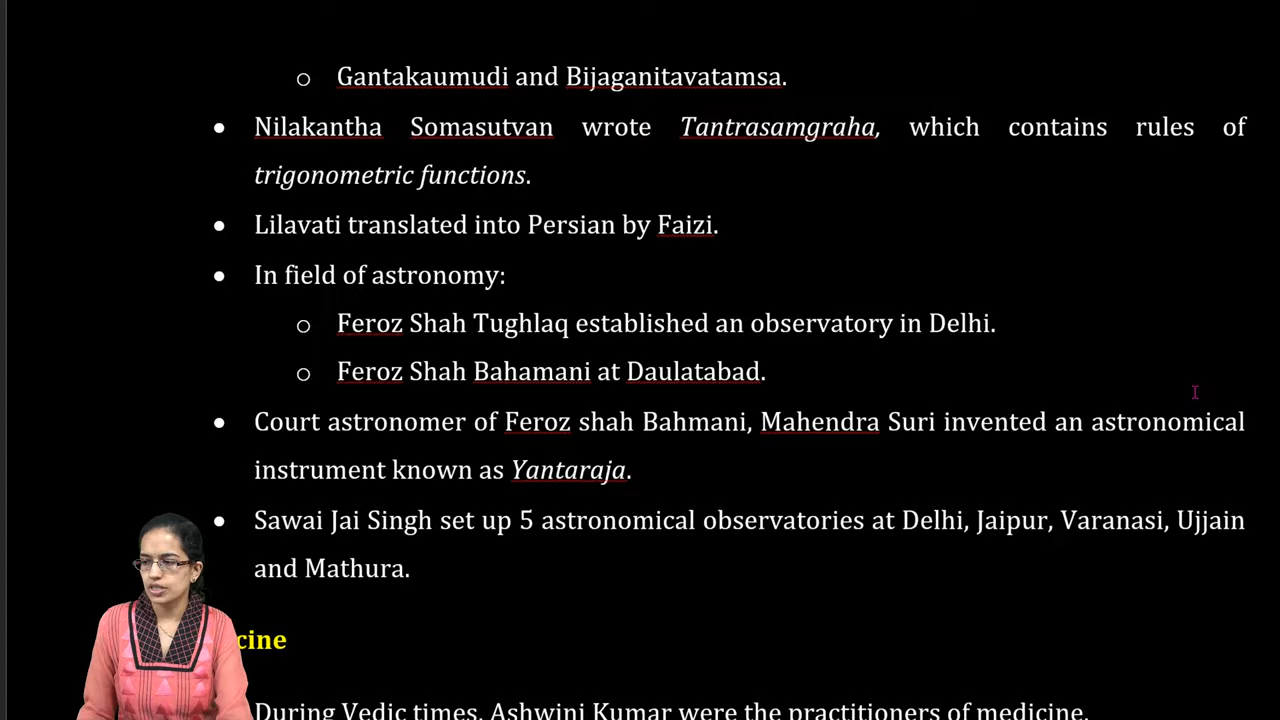 Gantakaumudi and Bijaganitavatamsa.
Nilakantha Somasutvan wrote Tantrasamgraha, which contains rules of
trigonometric functions.
Lilavati translated into Persian by Faizi.
In field of astronomy:
Feroz Shah Tughlaq established an observatory in Delhi.
Feroz Shah Bahamani at Daulatabad.
Court astronomer of Feroz shah Bahmani, Mahendra Suri invented an astronomical
instrument known as Yantaraja.
Sawai Jai Singh set up 5 astronomical observatories at Delhi, Jaipur, Varanasi, Ujjain
and Mathura.
cine
During Vedic times, Ashwini Kumar were the practitioners of medicine.